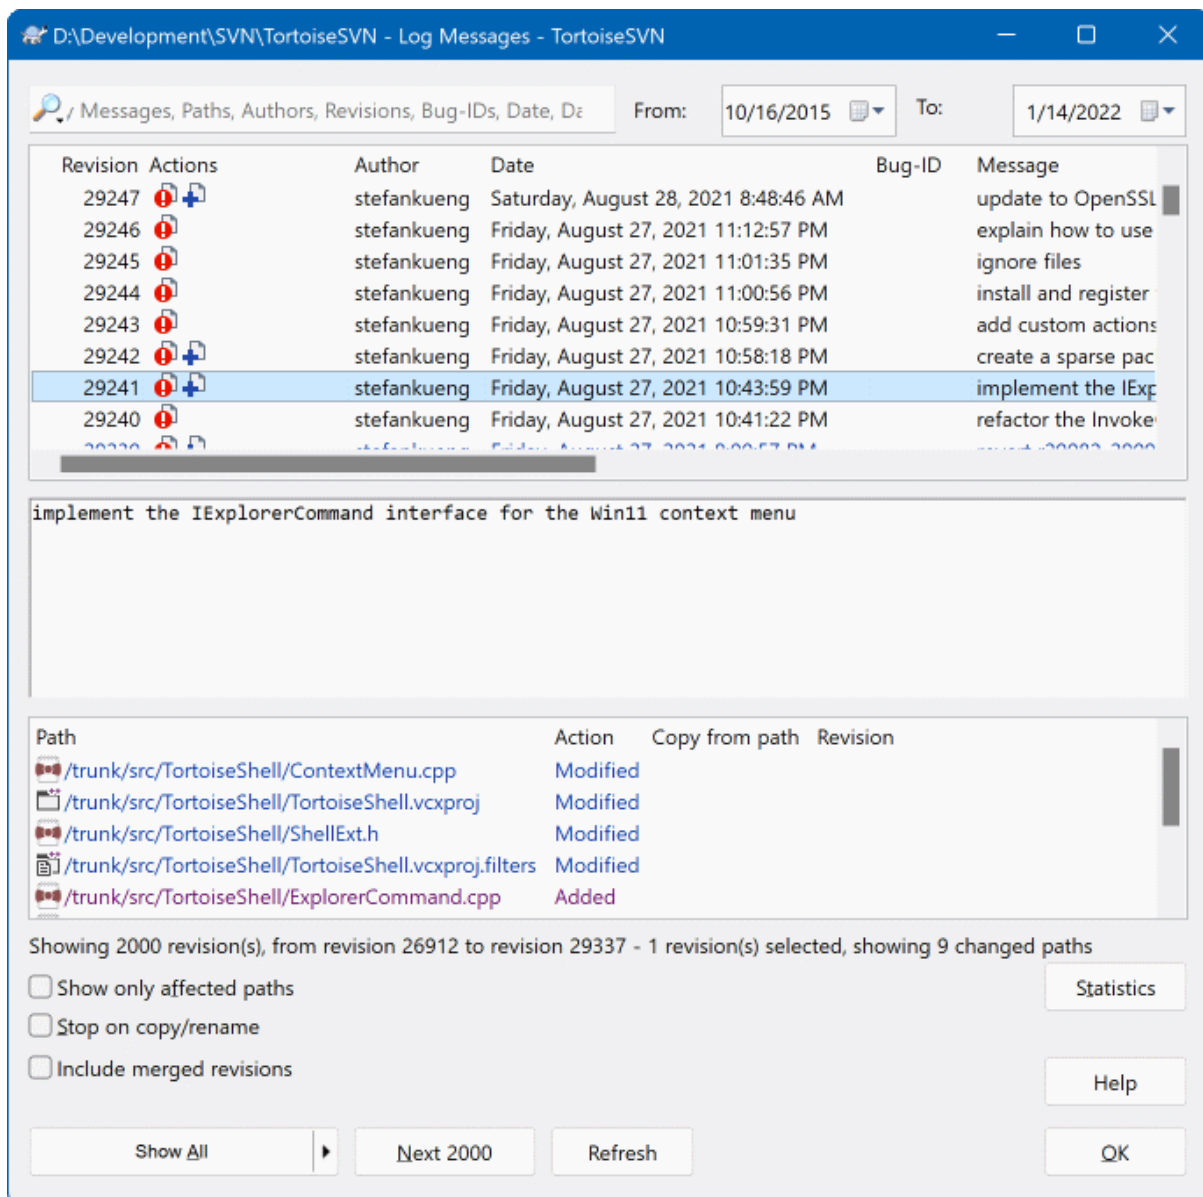 D:\Development\SVN\TortoiseSVN - Log Messages - TortoiseSVN
Messages, Paths, Authors, Revisions, Bug-IDs, Date, Da From: 10/16/2015 To: 1/14/2022
Revision Actions Author Date Bug-ID Message
29247 stefankueng Saturday, August 28, 2021 8:48:46 AM update to OpenSSL
29246 stefankueng Friday, August 27, 2021 11:12:57 PM explain how to use
29245 stefankueng Friday, August 27, 2021 11:01:35 PM ignore files
29244 stefankueng Friday, August 27, 2021 11:00:56 PM install and register
29243 stefankueng Friday, August 27, 2021 10:59:31 PM add custom actions
29242 stefankueng Friday, August 27, 2021 10:58:18 PM create a sparse pac
29241 stefankueng Friday, August 27, 2021 10:43:59 PM implement the IExp
29240 stefankueng Friday, August 27, 2021 10:41:22 PM refactor the Invoke
implement the IExplorerCommand interface for the Win11 context menu
Path Action Copy from path Revision
/trunk/src/TortoiseShell/ContextMenu.cpp Modified
/trunk/src/TortoiseShell/TortoiseShell.vcxproj Modified
/trunk/src/TortoiseShell/ShellExt.h Modified
/trunk/src/TortoiseShell/TortoiseShell.vcxproj.filters Modified
/trunk/src/TortoiseShell/ExplorerCommand.cpp Added
Showing 2000 revision(s), from revision 26912 to revision 29337 - 1 revision(s) selected, showing 9 changed paths
Show only affected paths Statistics
Stop on copy/rename
Include merged revisions
Help
Show All Next 2000 Refresh OK